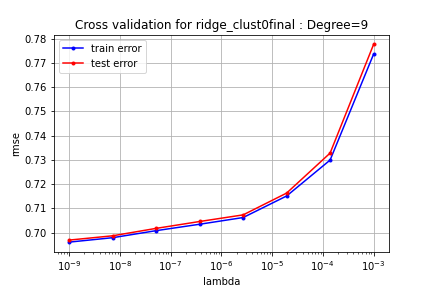 Cross validation for ridge_clust0final : Degree=9
train error
test error
rmse
0.78
0.77
0.76
0.75
0.74
0.73
0.72
0.71
0.70
10⁻⁹ 10⁻⁸ 10⁻⁷ 10⁻⁶ 10⁻⁵ 10⁻⁴ 10⁻³
lambda